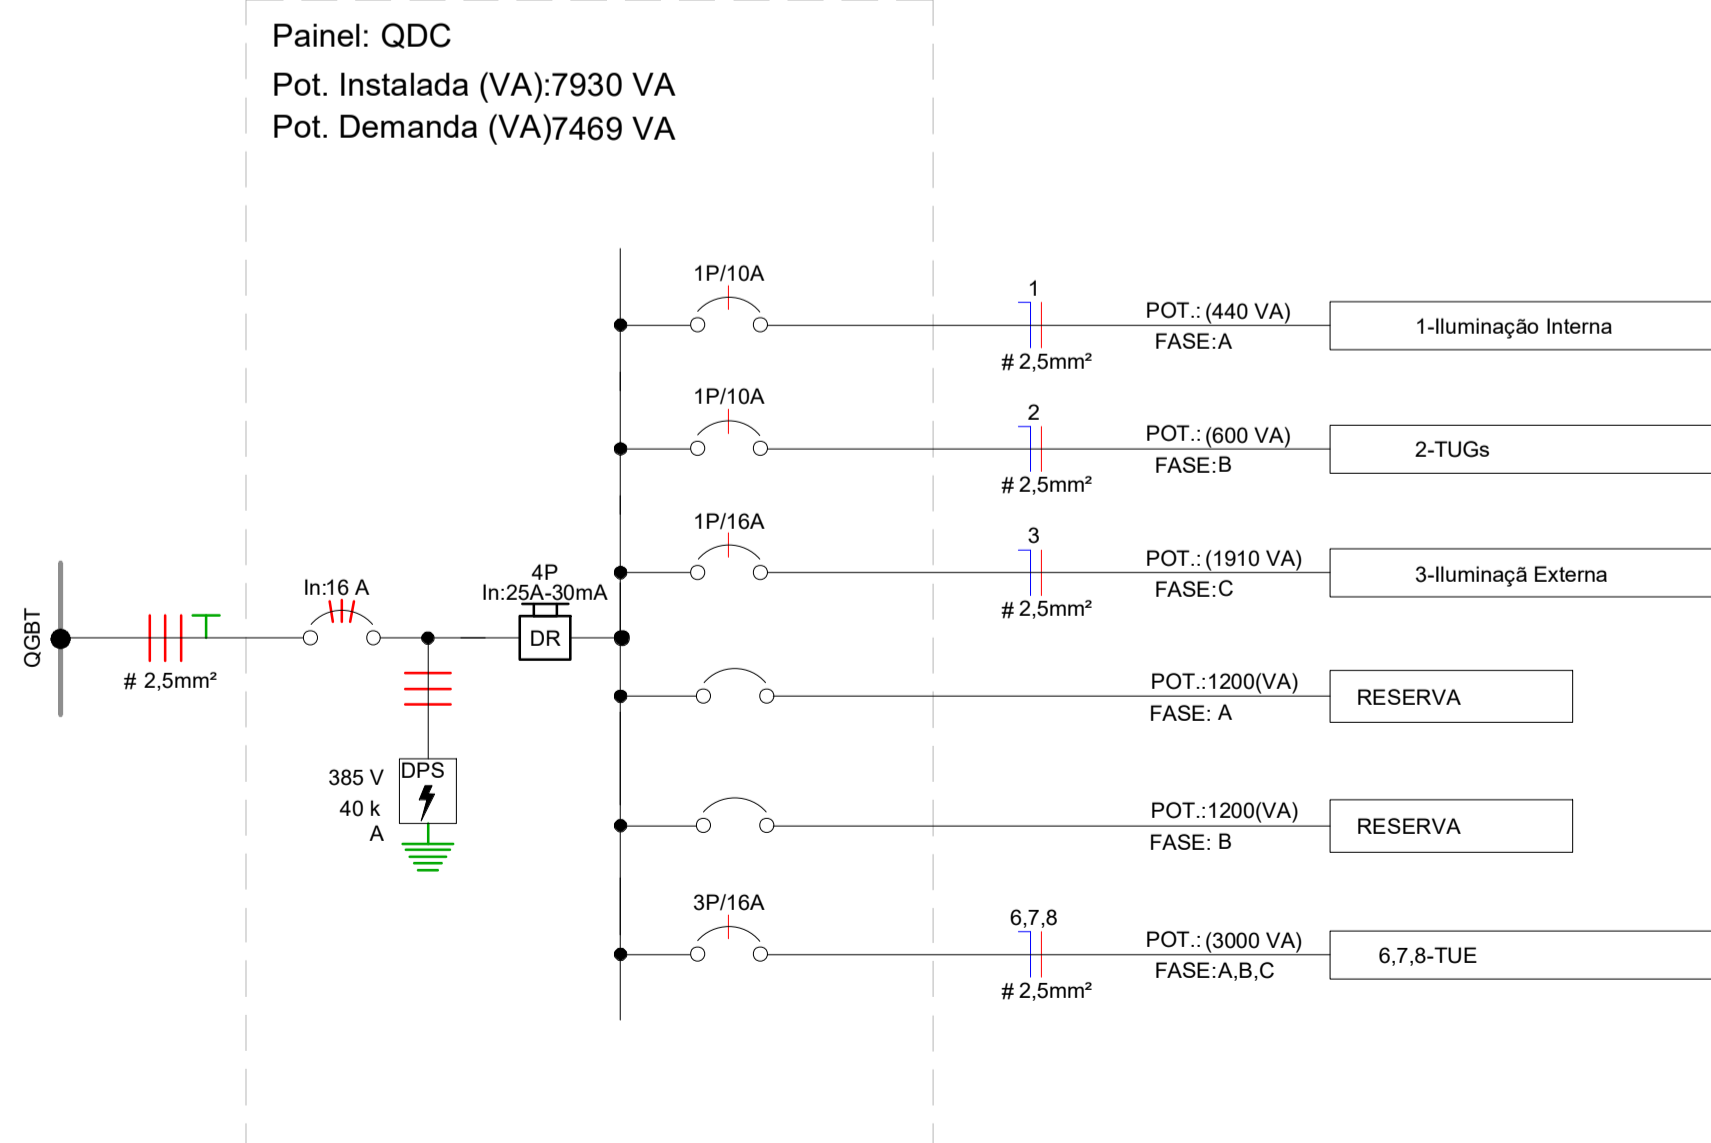 Painel: QDC
Pot. Instalada (VA):7930 VA
Pot. Demanda (VA)7469 VA
1P/10A
1
POT.: (440 VA)
FASE:A
# 2,5mm²
1-Iluminação Interna
1P/10A
2
POT.: (600 VA)
FASE:B
# 2,5mm²
2-TUGs
1P/16A
3
POT.: (1910 VA)
FASE:C
# 2,5mm²
3-Iluminaçã Externa
QGBT
# 2,5mm²
In:16 A
4P
In:25A-30mA
DR
DPS
385 V
40 k
A
POT.:1200(VA)
FASE: A
RESERVA
POT.:1200(VA)
FASE: B
RESERVA
3P/16A
6,7,8
POT.: (3000 VA)
FASE:A,B,C
# 2,5mm²
6,7,8-TUE